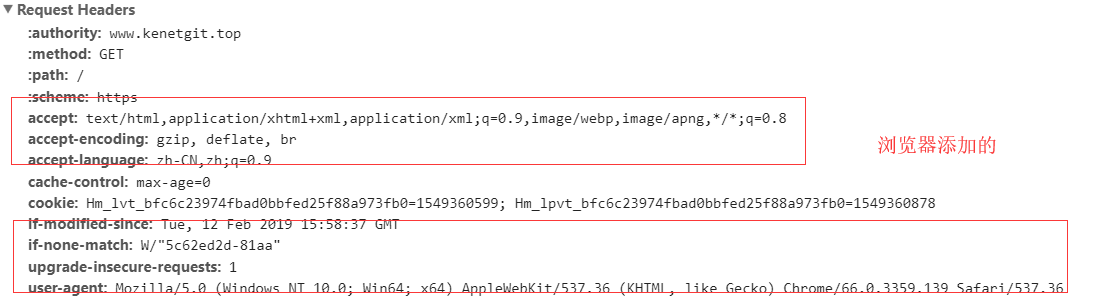 Request Headers
:authority: www.kenetgit.top
:method: GET
:path: /
:scheme: https
accept: text/html,application/xhtml+xml,application/xml;q=0.9,image/webp,image/apng,*/*;q=0.8
accept-encoding: gzip, deflate, br
浏览器添加的
accept-language: zh-CN,zh;q=0.9
cache-control: max-age=0
cookie: Hm_lvt_bfc6c23974fbad0bbfed25f88a973fb0=1549360599; Hm_lpvt_bfc6c23974fbad0bbfed25f88a973fb0=1549360878
if-modified-since: Tue, 12 Feb 2019 15:58:37 GMT
if-none-match: W/"5c62ed2d-81aa"
upgrade-insecure-requests: 1
user-agent: Mozilla/5.0 (Windows NT 10.0; Win64; x64) AppleWebKit/537.36 (KHTML, like Gecko) Chrome/66.0.3359.139 Safari/537.36